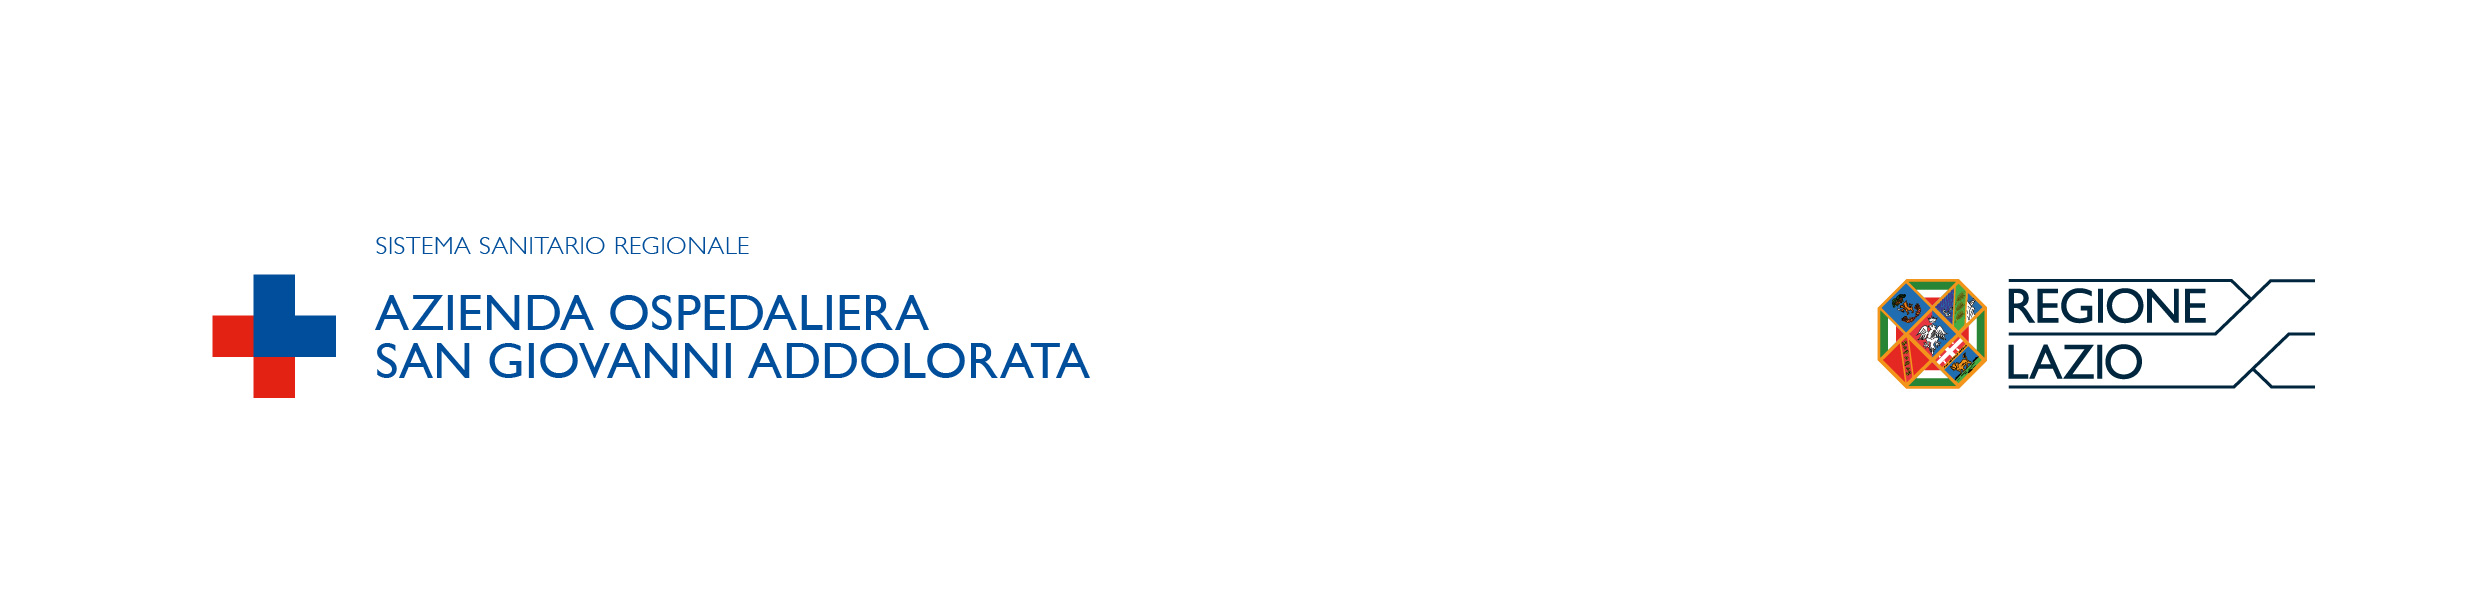 SISTEMA SANITARIO REGIONALE
AZIENDA OSPEDALIERA
SAN GIOVANNI ADDOLORATA
REGIONE
LAZIO